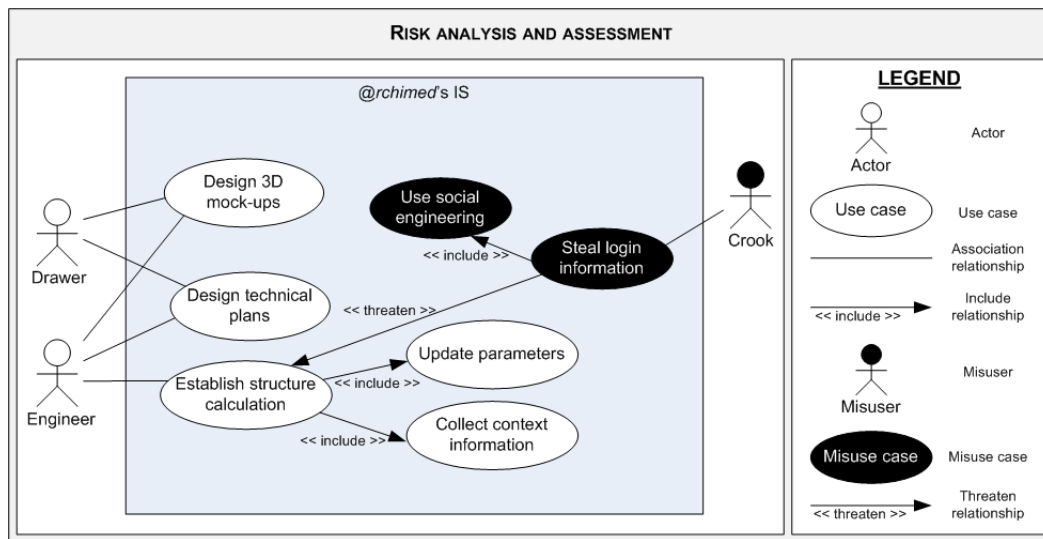 RISK ANALYSIS AND ASSESSMENT
@rchimed's IS
Design 3D
mock-ups
Use social
engineering
Drawer
<< include >>
Steal login
information
Crook
Design technical
plans
<< threaten >>
Update parameters
Establish structure
calculation
<< include >>
Engineer
Collect context
information
<< include >>
LEGEND
Actor
Actor
Use case
Use case
Association
relationship
<< include >>
Include
relationship
Misuser
Misuser
Misuse case
Misuse case
<< threaten >>
Threaten
relationship